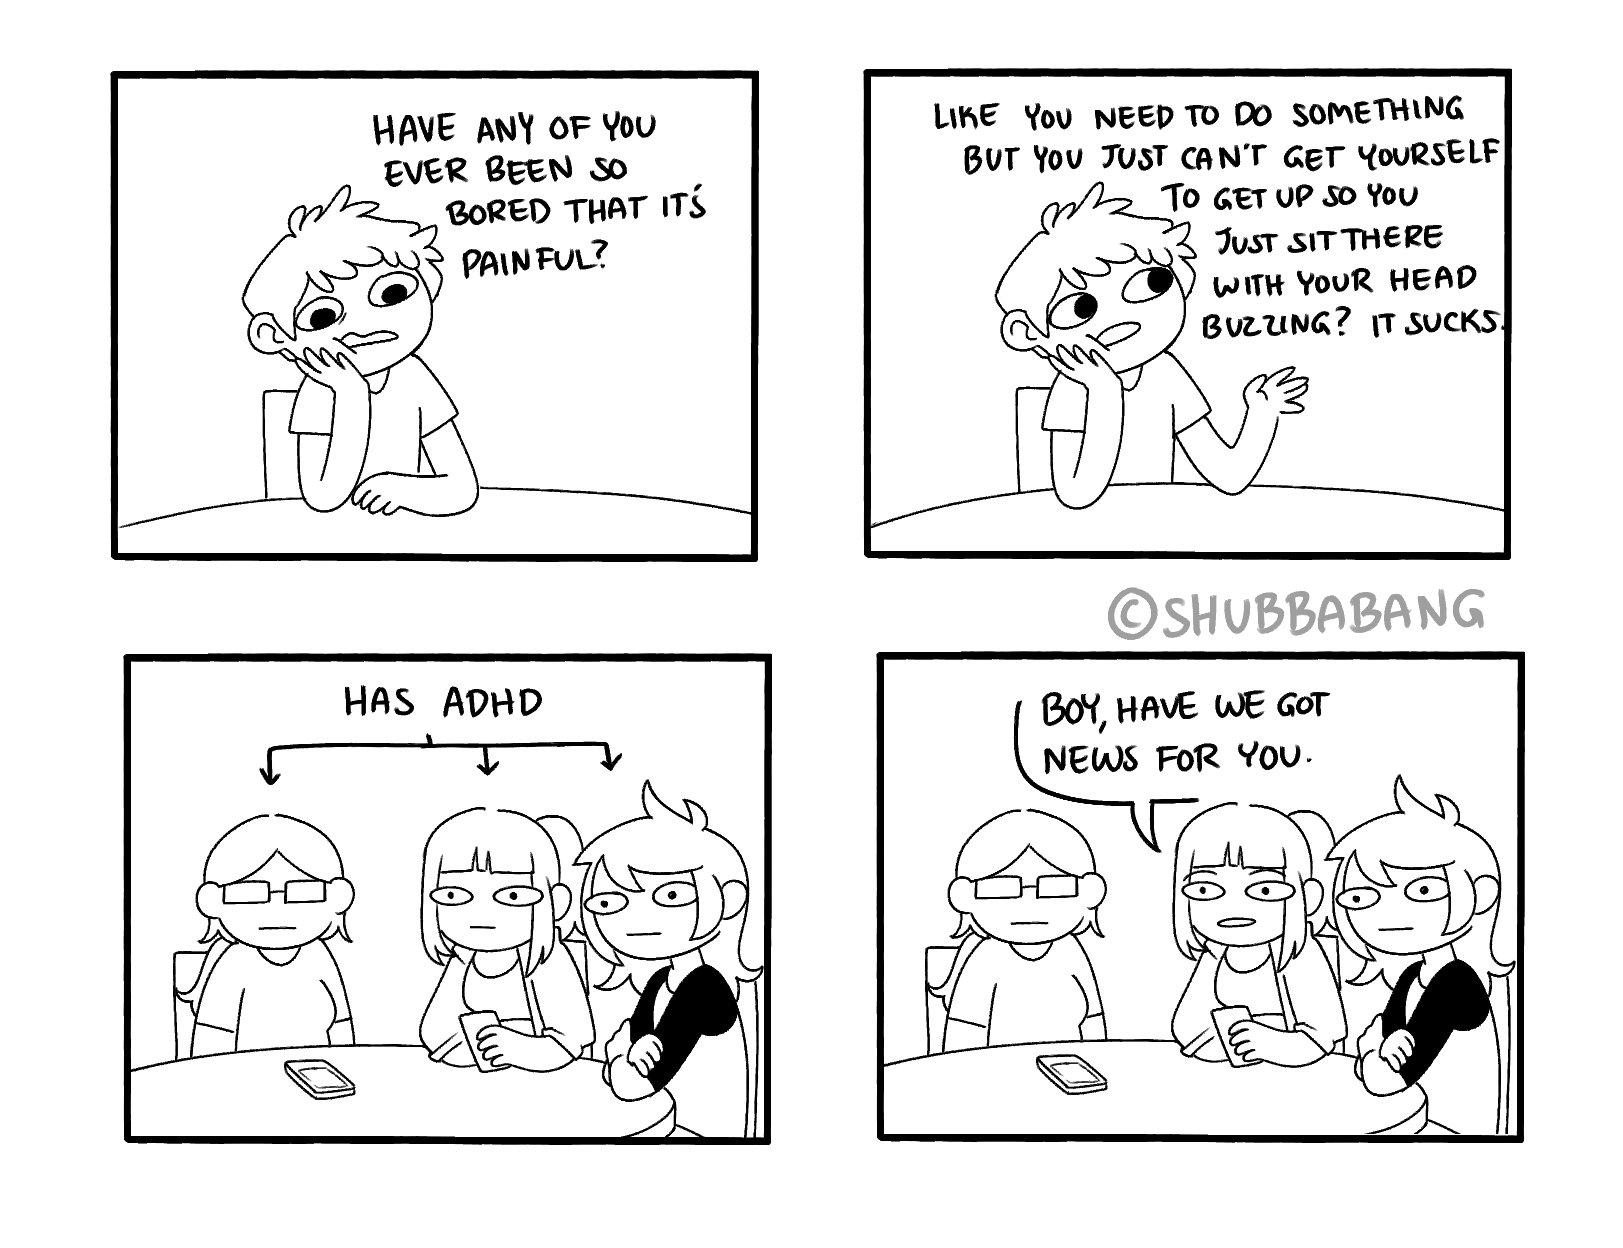 HAVE ANY OF YOU
EVER BEEN SO
BORED THAT IT'S
PAINFUL?
LIKE YOU NEED TO DO SOMETHING
BUT YOU JUST CAN'T GET YOURSELF
TO GET UP SO YOU
JUST SIT THERE
WITH YOUR HEAD
BUZZING? IT SUCKS.
©SHUBBABANG
HAS ADHD
BOY, HAVE WE GOT
NEWS FOR YOU.